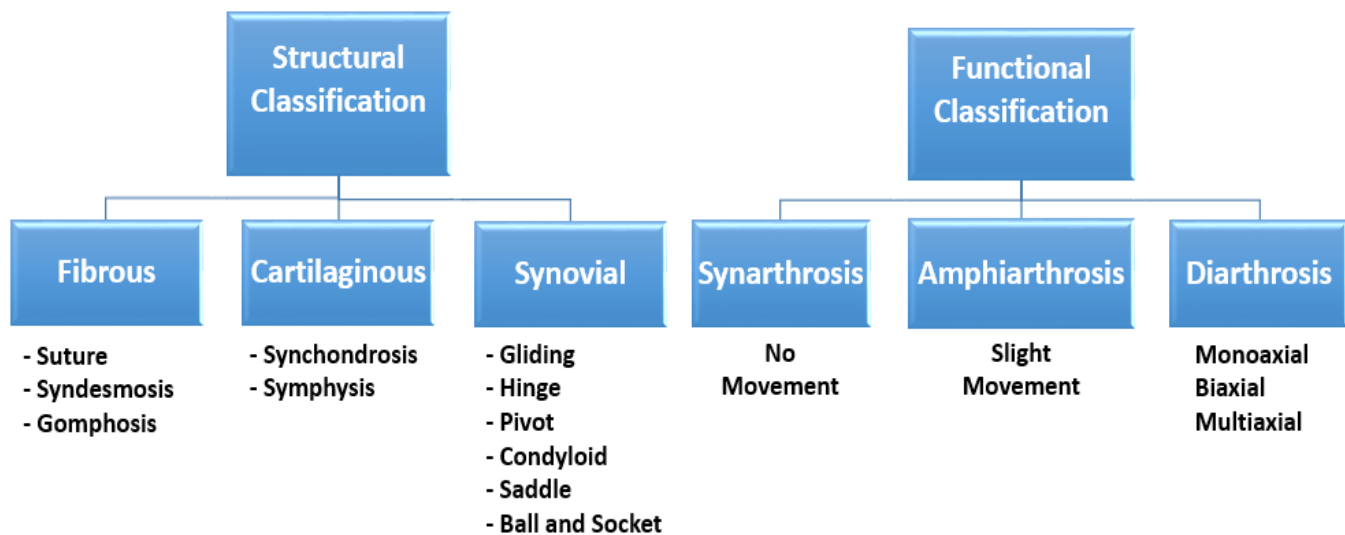 Structural
Classification
Fibrous
- Suture
- Syndesmosis
- Gomphosis
Cartilaginous
- Synchondrosis
- Symphysis
Synovial
- Gliding
- Hinge
- Pivot
- Condyloid
- Saddle
- Ball and Socket
Functional
Classification
Synarthrosis
No
Movement
Amphiarthrosis
Slight
Movement
Diarthrosis
Monoaxial
Biaxial
Multiaxial